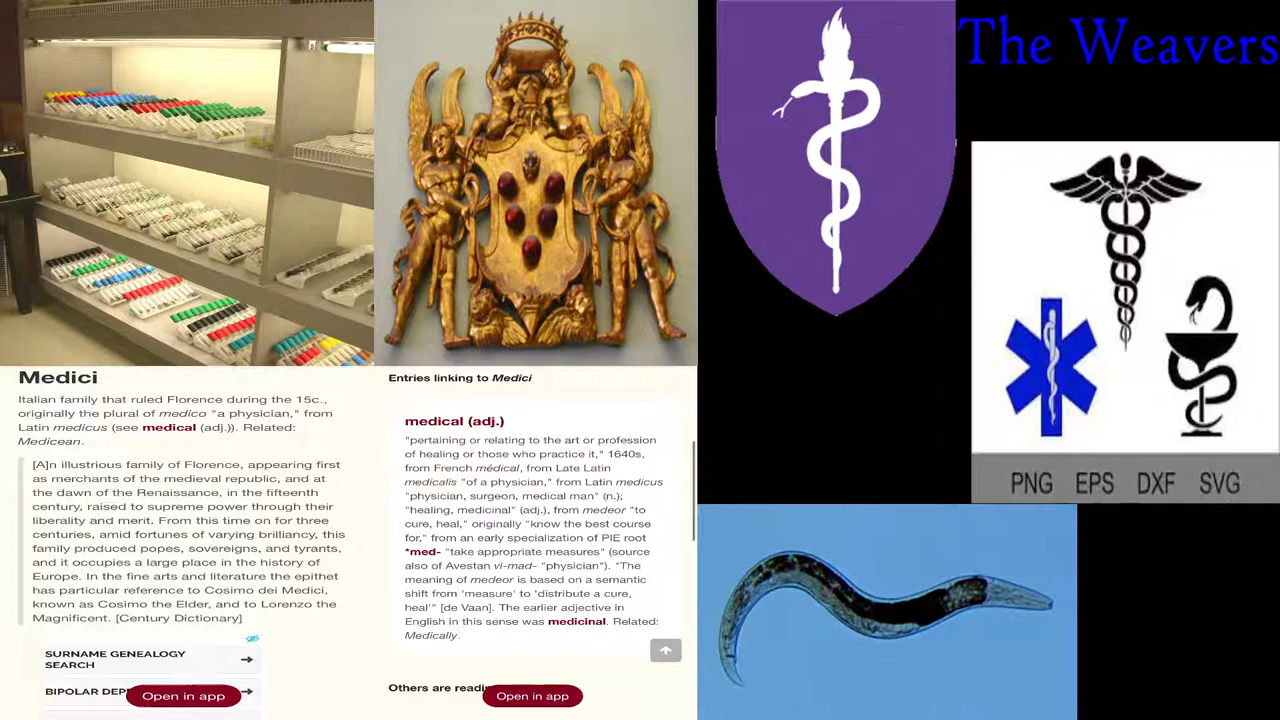 The Weavers
PNG EPS DXF SVG
Medici
Italian family that ruled Florence during the 15c.,
originally the plural of medico "a physician," from
Latin medicus (see medical (adj.)). Related:
Medicean.
[A]n illustrious family of Florence, appearing first
as merchants of the medieval republic, and at
the dawn of the Renaissance, in the fifteenth
century, raised to supreme power through their
liberality and merit. From this time on for three
centuries, amid fortunes of varying brilliancy, this
family produced popes, sovereigns, and tyrants,
and it occupies a large place in the history of
Europe. In the fine arts and literature the epithet
has particular reference to Cosimo dei Medici,
known as Cosimo the Elder, and to Lorenzo the
Magnificent. [Century Dictionary]
SURNAME GENEALOGY
SEARCH
BIPOLAR DEP
Open in app
Entries linking to Medici
medical (adj.)
"pertaining or relating to the art or profession
of healing or those who practice it," 1640s,
from French médical, from Late Latin
medicalis "of a physician," from Latin medicus
"physician, surgeon, medical man" (n.);
"healing, medicinal" (adj.), from medeor "to
cure, heal," originally "know the best course
for," from an early specialization of PIE root
*med- "take appropriate measures" (source
also of Avestan vi-mad- "physician"). "The
meaning of medeor is based on a semantic
shift from 'measure' to 'distribute a cure,
heal'" [de Vaan]. The earlier adjective in
English in this sense was medicinal. Related:
Medically.
Others are readin
Open in app